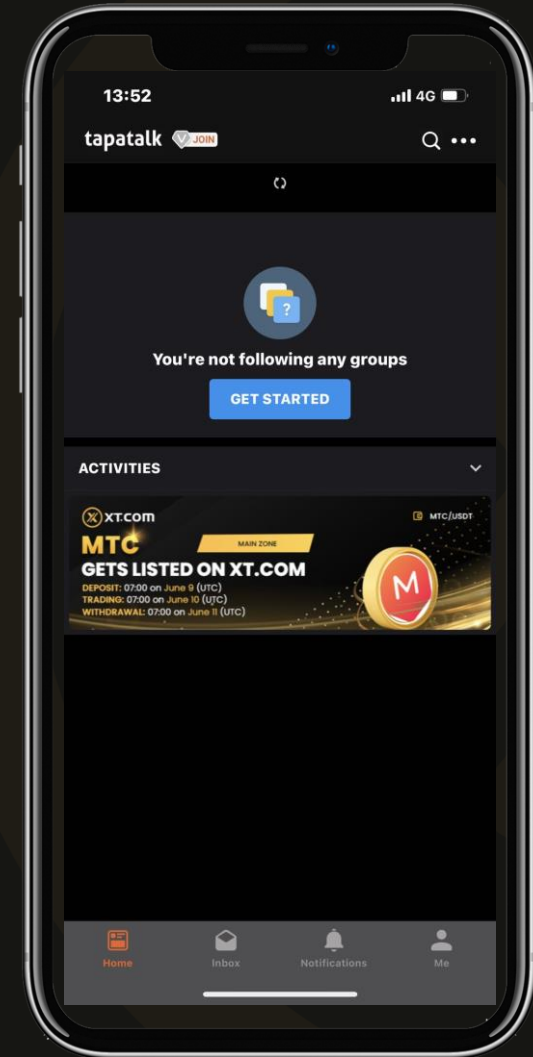 13:52
4G
tapatalk V JOIN
?
You're not following any groups
GET STARTED
ACTIVITIES
XT.COM
MTC/USDT
MTC
MAIN ZONE
GETS LISTED ON XT.COM
DEPOSIT: 07:00 on June 9 (UTC)
TRADING: 07:00 on June 10 (UTC)
WITHDRAWAL: 07:00 on June 11 (UTC)
M
Home
Inbox
Notifications
Me